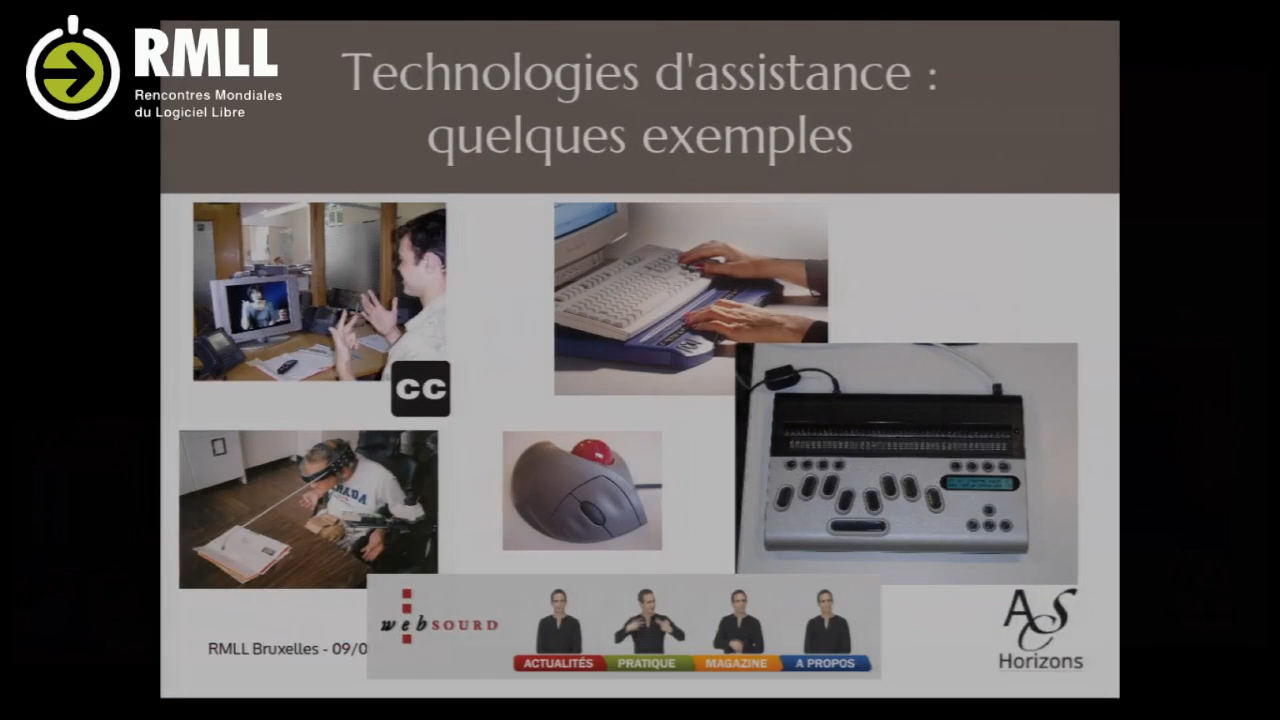 RMLL
Rencontres Mondiales
du Logiciel Libre
Technologies d'assistance :
quelques exemples
CC
RMLL Bruxelles - 09/0
webSOURD
ACTUALITÉS PRATIQUE MAGAZINE A PROPOS
ACS
Horizons